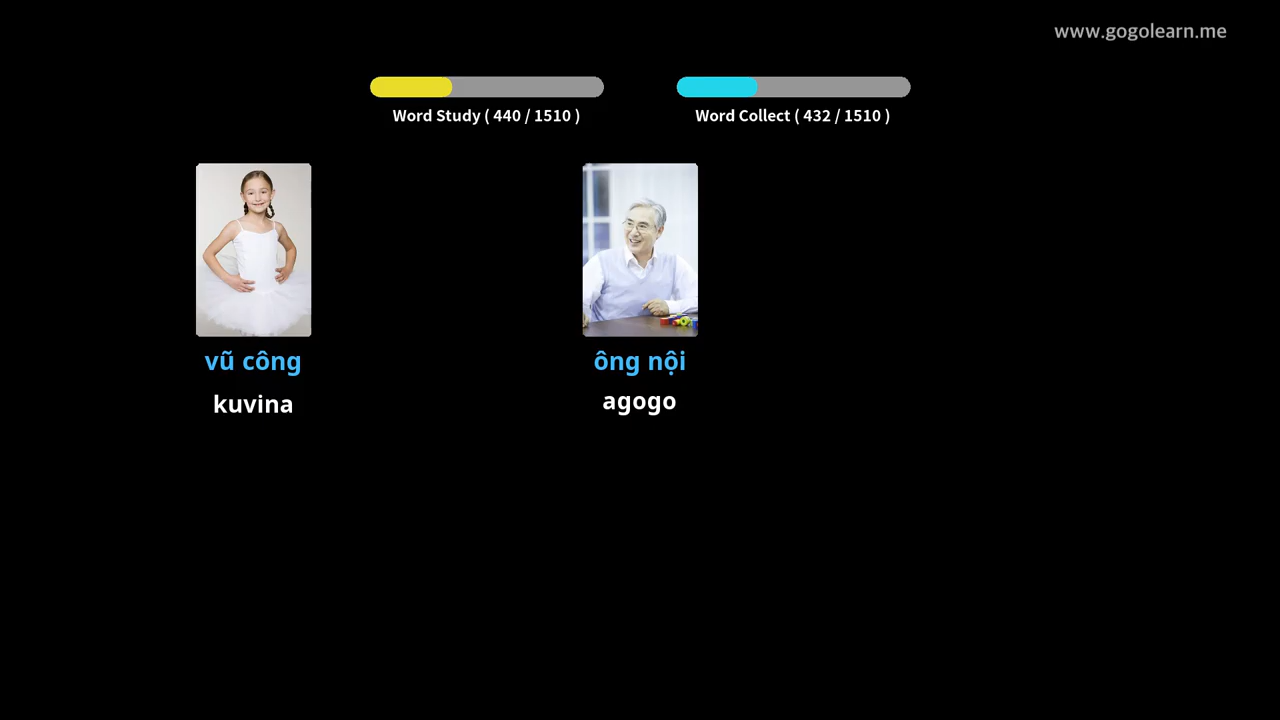 www.gogolearn.me
Word Study ( 440 / 1510 )
Word Collect ( 432 / 1510 )
vũ công
kuvina
ông nội
agogo